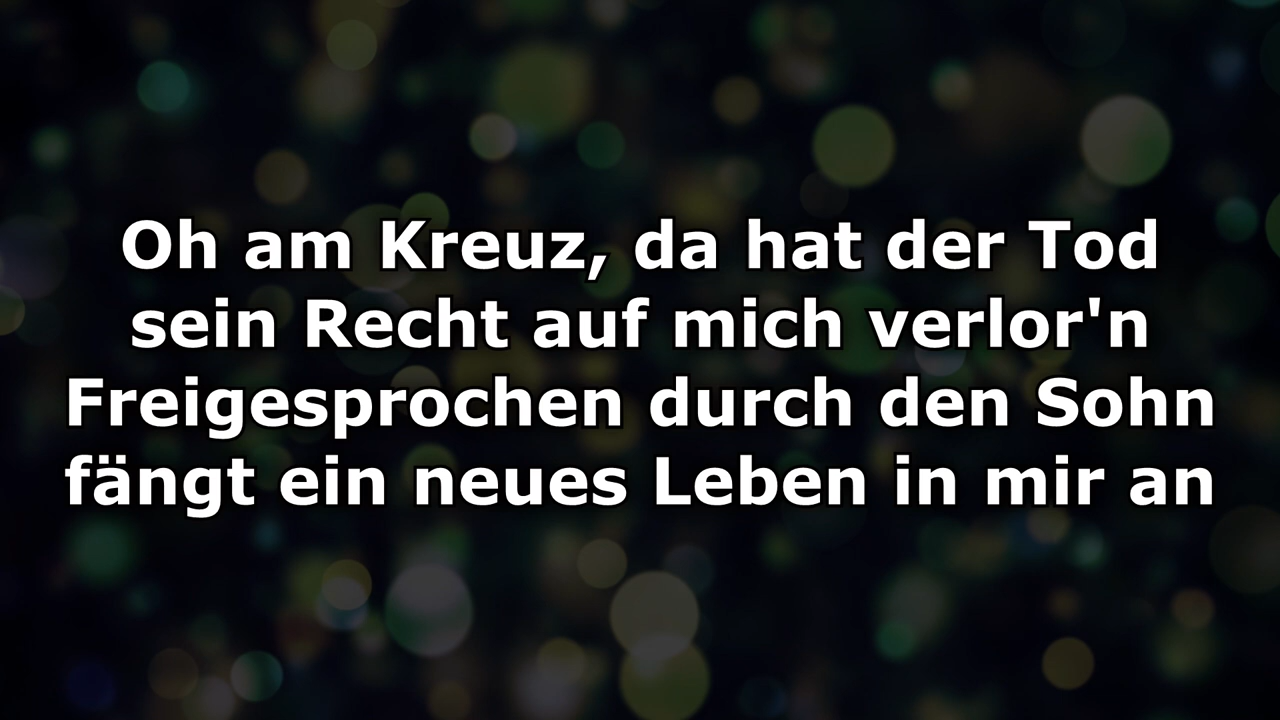 Oh am Kreuz, da hat der Tod
sein Recht auf mich verlor'n
Freigesprochen durch den Sohn
fängt ein neues Leben in mir an